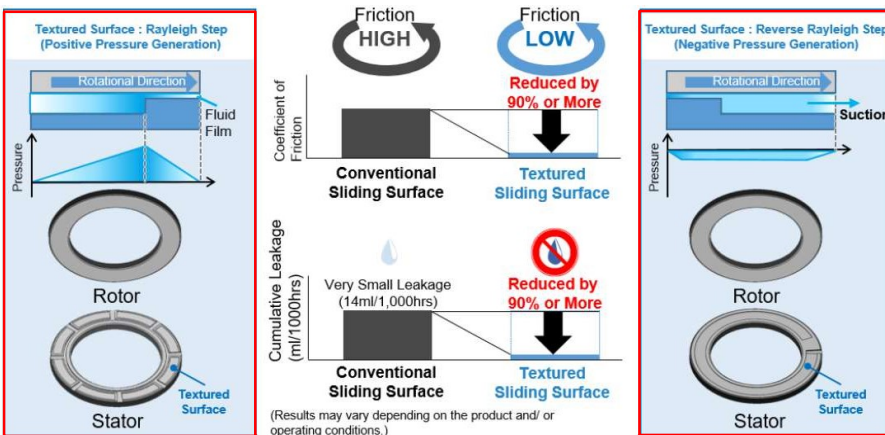 Textured Surface : Rayleigh Step
(Positive Pressure Generation)
Rotational Direction
Fluid
Film
Pressure
Rotor
Textured
Surface
Stator
Friction
HIGH
Friction
LOW
Coefficient of
Friction
Reduced by
90% or More
Conventional
Sliding Surface
Textured
Sliding Surface
Cumulative Leakage
(ml/1000hrs)
Very Small Leakage
(14ml/1,000hrs)
Reduced by
90% or More
Conventional
Sliding Surface
Textured
Sliding Surface
(Results may vary depending on the product and/ or
operating conditions.)
Textured Surface : Reverse Rayleigh Step
(Negative Pressure Generation)
Rotational Direction
Suction
Pressure
Rotor
Textured
Surface
Stator